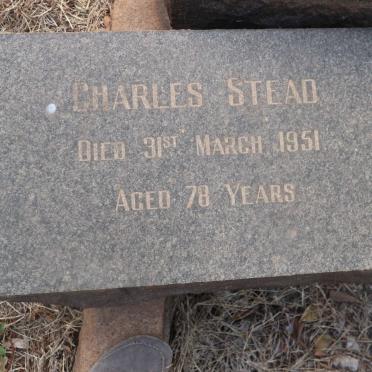 CHARLES STEAD
DIED 31ST MARCH 1951
AGED 78 YEARS